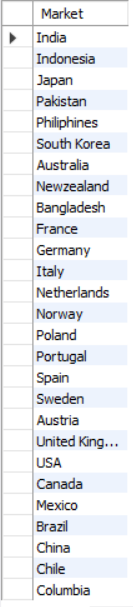 Market
India
Indonesia
Japan
Pakistan
Philiphines
South Korea
Australia
Newzealand
Bangladesh
France
Germany
Italy
Netherlands
Norway
Poland
Portugal
Spain
Sweden
Austria
United King...
USA
Canada
Mexico
Brazil
China
Chile
Columbia